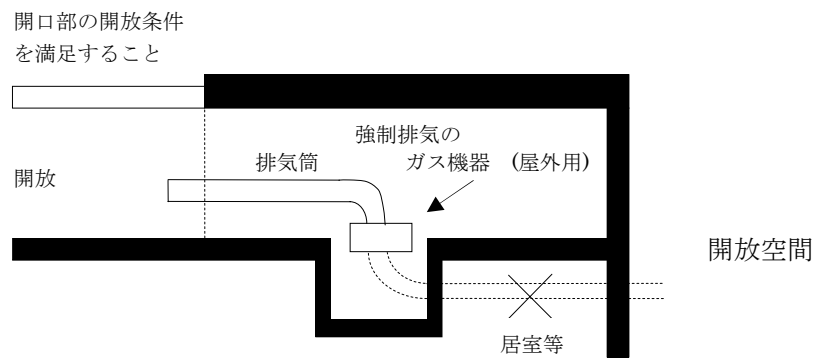 開口部の開放条件
を満足すること
強制排気の
排気筒
ガス機器 (屋外用)
開放
開放空間
居室等